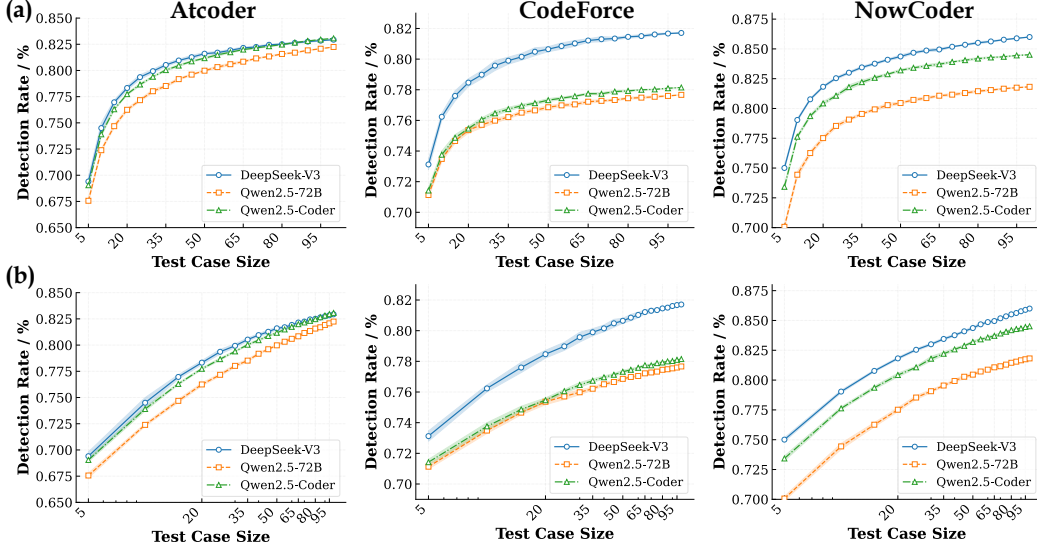 (a)
Atcoder
CodeForce
NowCoder
Detection Rate / %
0.850
0.825
0.800
0.775
0.750
0.725
0.700
0.675
0.650
5
20
35
50
65
80
95
Test Case Size
DeepSeek-V3
Qwen2.5-72B
Qwen2.5-Coder
Detection Rate / %
0.82
0.80
0.78
0.76
0.74
0.72
0.70
5
20
35
50
65
80
95
Test Case Size
DeepSeek-V3
Qwen2.5-72B
Qwen2.5-Coder
Detection Rate / %
0.875
0.850
0.825
0.800
0.775
0.750
0.725
0.700
5
20
35
50
65
80
95
Test Case Size
DeepSeek-V3
Qwen2.5-72B
Qwen2.5-Coder
(b)
Detection Rate / %
0.850
0.825
0.800
0.775
0.750
0.725
0.700
0.675
0.650
5
20
35
50
65
80
95
Test Case Size
DeepSeek-V3
Qwen2.5-72B
Qwen2.5-Coder
Detection Rate / %
0.82
0.80
0.78
0.76
0.74
0.72
0.70
5
20
35
50
65
80
95
Test Case Size
DeepSeek-V3
Qwen2.5-72B
Qwen2.5-Coder
Detection Rate / %
0.875
0.850
0.825
0.800
0.775
0.750
0.725
0.700
5
20
35
50
65
80
95
Test Case Size
DeepSeek-V3
Qwen2.5-72B
Qwen2.5-Coder